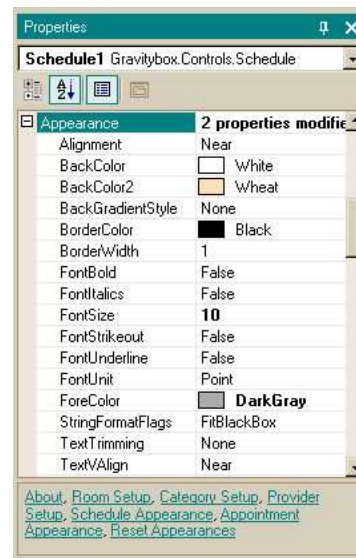 Properties
Schedule1 Gravitybox.Controls.Schedule
Appearance 2 properties modifie
Alignment Near
BackColor White
BackColor2 Wheat
BackGradientStyle None
BorderColor Black
BorderWidth 1
FontBold False
FontItalics False
FontSize 10
FontStrikeout False
FontUnderline False
FontUnit Point
ForeColor DarkGray
StringFormatFlags FitBlackBox
TextTrimming None
TextVAlign Near
About, Room Setup, Category Setup, Provider
Setup, Schedule Appearance, Appointment
Appearance, Reset Appearances